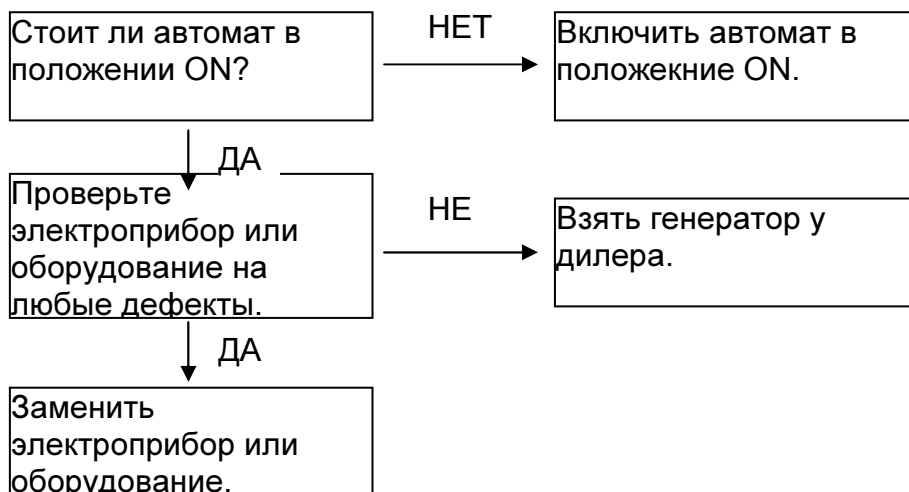 Стоит ли автомат в
положении ON?
НЕТ
Включить автомат в
положекние ON.
ДА
Проверьте
электроприбор или
оборудование на
любые дефекты.
НЕ
Взять генератор у
дилера.
ДА
Заменить
электроприбор или
оборудование.